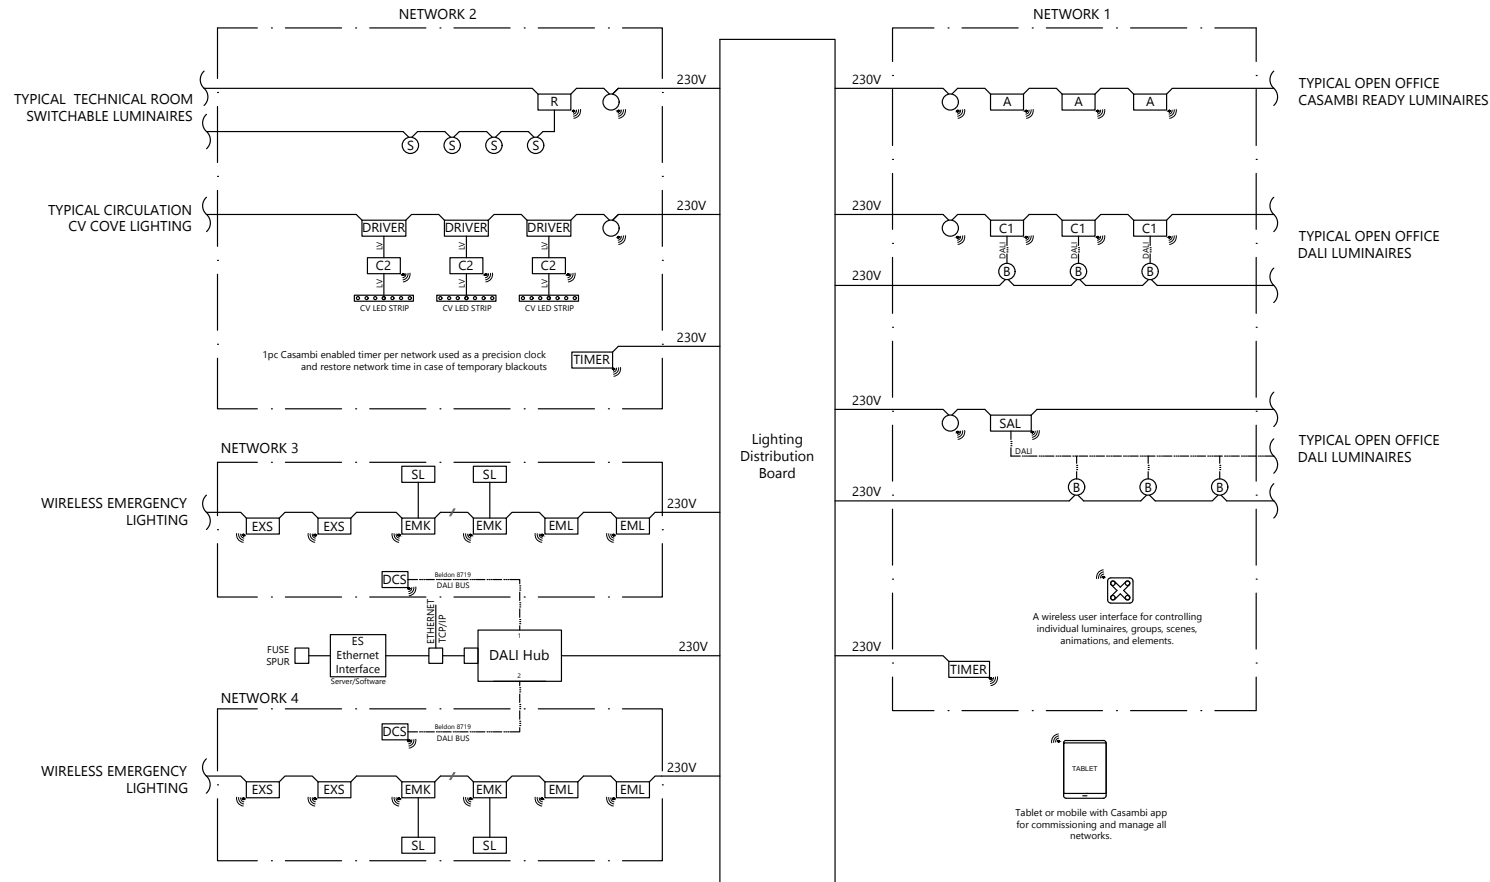 NETWORK 2
NETWORK 1
TYPICAL TECHNICAL ROOM
SWITCHABLE LUMINAIRES
230V
R
S
S
S
S
TYPICAL CIRCULATION
CV COVE LIGHTING
230V
DRIVER
DRIVER
DRIVER
LV
LV
LV
C2
C2
C2
LV
LV
LV
CV LED STRIP
CV LED STRIP
CV LED STRIP
230V
1pc Casambi enabled timer per network used as a precision clock
and restore network time in case of temporary blackouts
TIMER
NETWORK 3
SL
SL
WIRELESS EMERGENCY
LIGHTING
230V
EXS
EXS
EMK
EMK
EML
EML
DCS
Beldon 8719
DALI BUS
ETHERNET
TCP/IP
FUSE
SPUR
ES
Ethernet
Interface
Server/Software
1
DALI Hub
2
230V
NETWORK 4
DCS
Beldon 8719
DALI BUS
WIRELESS EMERGENCY
LIGHTING
230V
EXS
EXS
EMK
EMK
EML
EML
SL
SL
Lighting
Distribution
Board
230V
A
A
A
TYPICAL OPEN OFFICE
CASAMBI READY LUMINAIRES
230V
C1
C1
C1
DALI
DALI
DALI
B
B
B
230V
TYPICAL OPEN OFFICE
DALI LUMINAIRES
230V
SAL
DALI
TYPICAL OPEN OFFICE
DALI LUMINAIRES
230V
B
B
B
A wireless user interface for controlling
individual luminaires, groups, scenes,
animations, and elements.
230V
TIMER
TABLET
Tablet or mobile with Casambi app
for commissioning and manage all
networks.